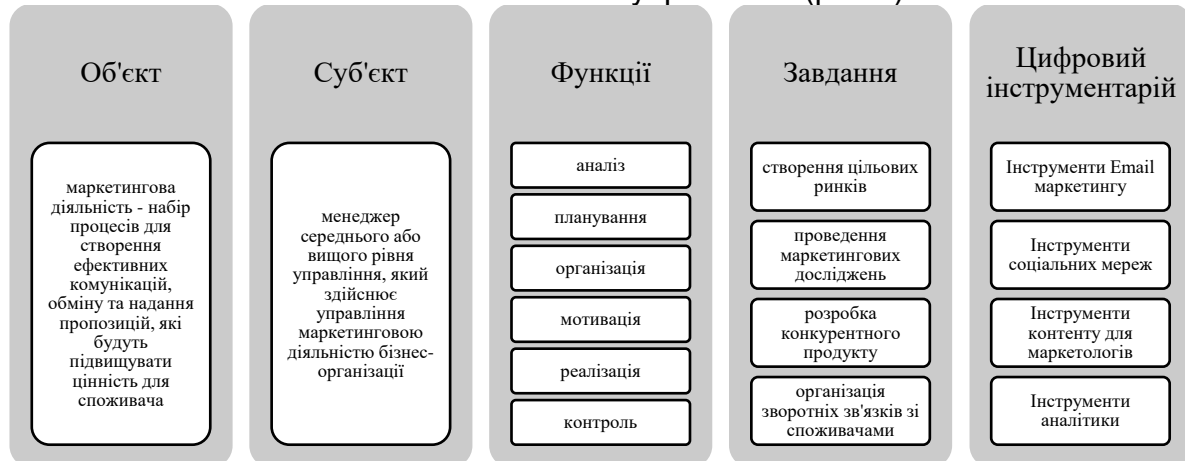 Об'єкт
маркетингова
діяльність - набір
процесів для
створення
ефективних
комунікацій,
обміну та надання
пропозицій, які
будуть
підвищувати
цінність для
споживача
Суб'єкт
менеджер
середнього або
вищого рівня
управління, який
здійснює
управління
маркетинговою
діяльністю бізнес-
організації
Функції
аналіз
планування
організація
мотивація
реалізація
контроль
Завдання
створення цільових
ринків
проведення
маркетингових
досліджень
розробка
конкурентного
продукту
організація
зворотніх зв'язків зі
споживачами
Цифровий
інструментарій
Інструменти Email
маркетингу
Інструменти
соціальних мереж
Інструменти
контенту для
маркетологів
Інструменти
аналітики